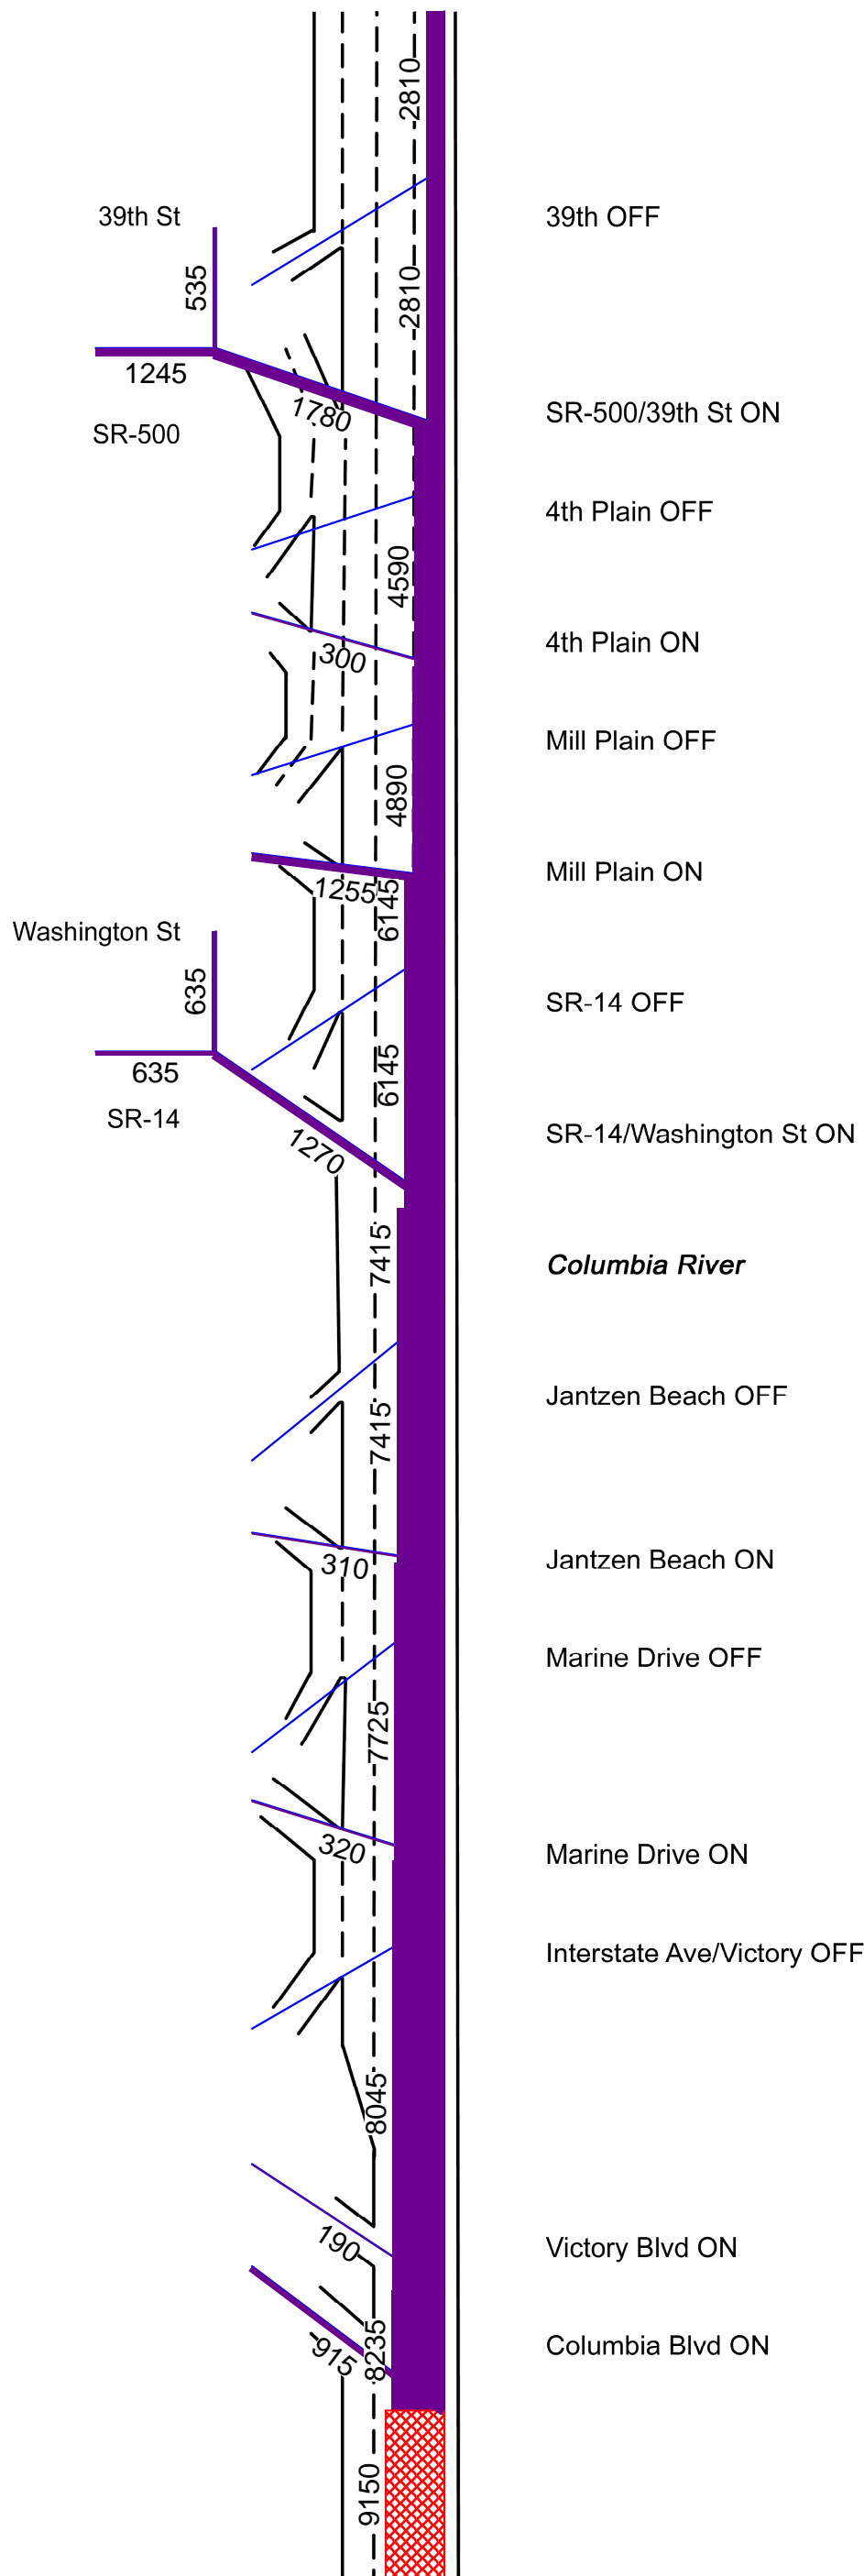 2810
39th St
39th OFF
535
2810
1245
1780
SR-500/39th St ON
SR-500
4th Plain OFF
4590
4th Plain ON
300
Mill Plain OFF
4890
Mill Plain ON
1255
6145
Washington St
635
SR-14 OFF
6145
635
SR-14
SR-14/Washington St ON
1270
7415
Columbia River
Jantzen Beach OFF
7415
Jantzen Beach ON
310
Marine Drive OFF
7725
Marine Drive ON
320
Interstate Ave/Victory OFF
8045
190
Victory Blvd ON
8235
Columbia Blvd ON
915
9150